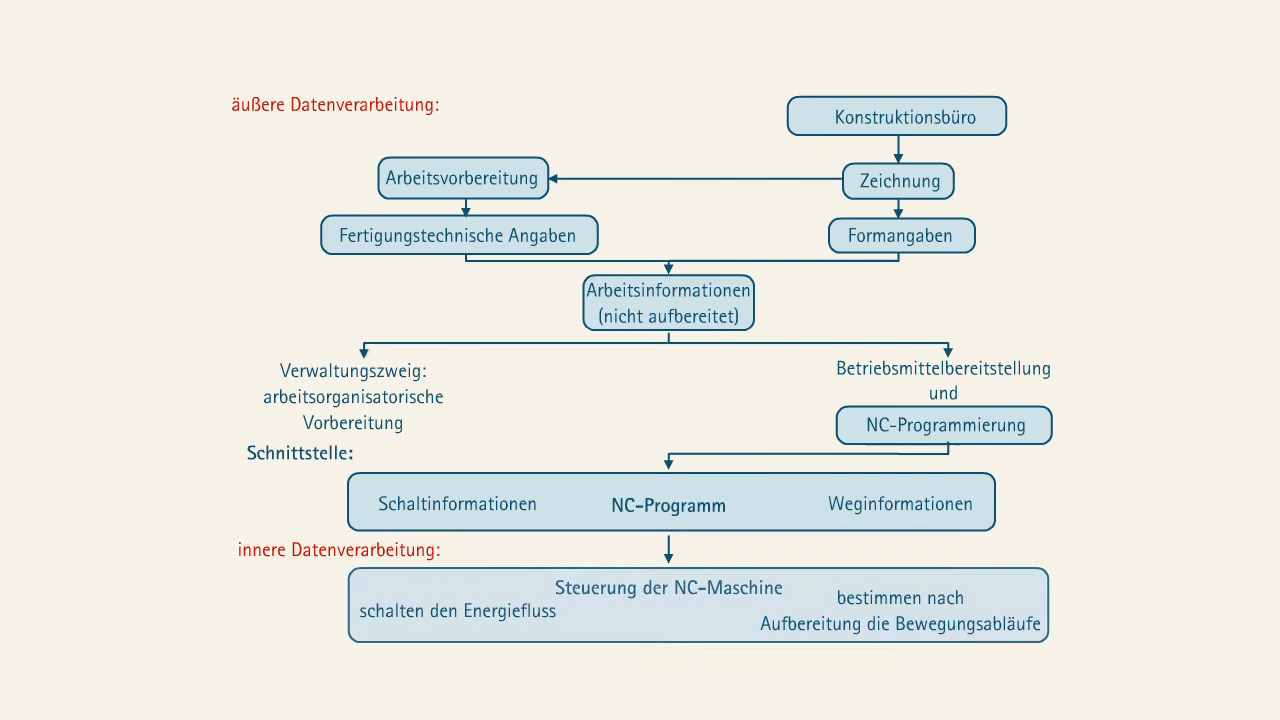 äußere Datenverarbeitung:
Konstruktionsbüro
Arbeitsvorbereitung
Zeichnung
Fertigungstechnische Angaben
Formangaben
Arbeitsinformationen
(nicht aufbereitet)
Verwaltungszweig:
arbeitsorganisatorische
Vorbereitung
Betriebsmittelbereitstellung
und
NC-Programmierung
Schnittstelle:
Schaltinformationen
NC-Programm
Weginformationen
innere Datenverarbeitung:
Steuerung der NC-Maschine
schalten den Energiefluss
bestimmen nach
Aufbereitung die Bewegungsabläufe